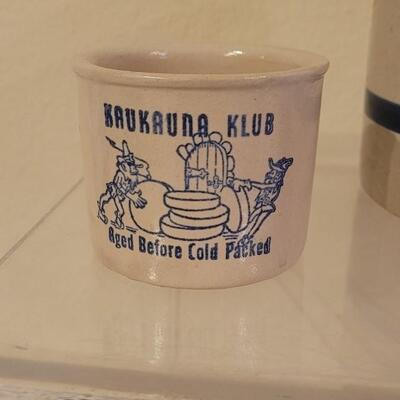 KAUKAUNA KLUB
Aged Before Cold Packed